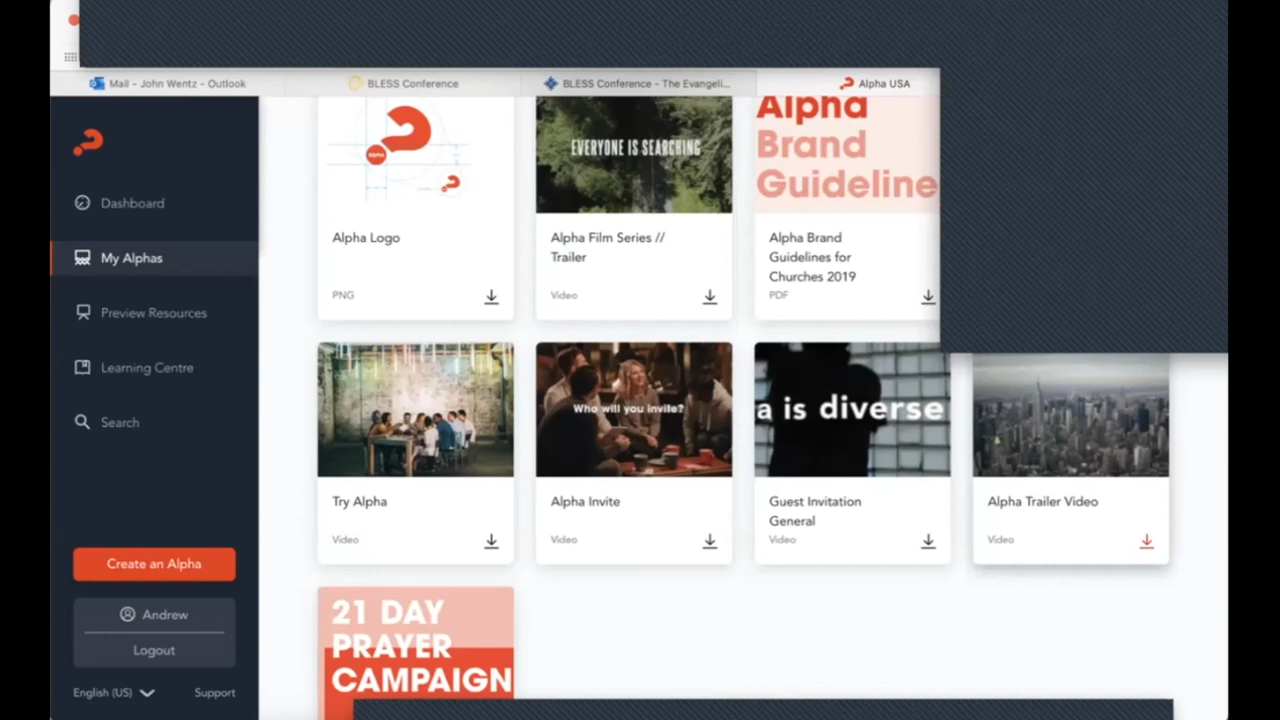 Mail - John Wentz - Outlook
BLESS Conference
BLESS Conference - The Evangeli...
Alpha USA
Dashboard
My Alphas
Preview Resources
Learning Centre
Search
Create an Alpha
Andrew
Logout
English (US)
Support
Alpha
Alpha Logo
PNG
EVERYONE IS SEARCHING
Alpha Film Series //
Trailer
Video
Alpha
Brand
Guideline
Alpha Brand
Guidelines for
Churches 2019
PDF
Try Alpha
Video
Who will you invite?
Alpha Invite
Video
a is diverse
Guest Invitation
General
Video
Alpha Trailer Video
Video
21 DAY
PRAYER
CAMPAIGN